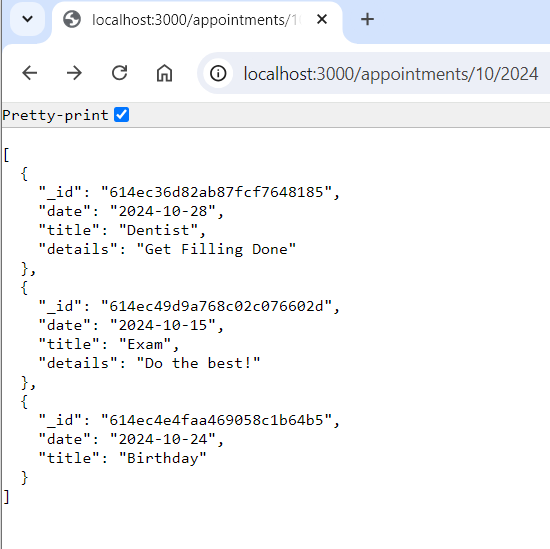 localhost:3000/appointments/1
localhost:3000/appointments/10/2024
Pretty-print
[
  {
    "_id": "614ec36d82ab87fcf7648185",
    "date": "2024-10-28",
    "title": "Dentist",
    "details": "Get Filling Done"
  },
  {
    "_id": "614ec49d9a768c02c076602d",
    "date": "2024-10-15",
    "title": "Exam",
    "details": "Do the best!"
  },
  {
    "_id": "614ec4e4faa469058c1b64b5",
    "date": "2024-10-24",
    "title": "Birthday"
  }
]